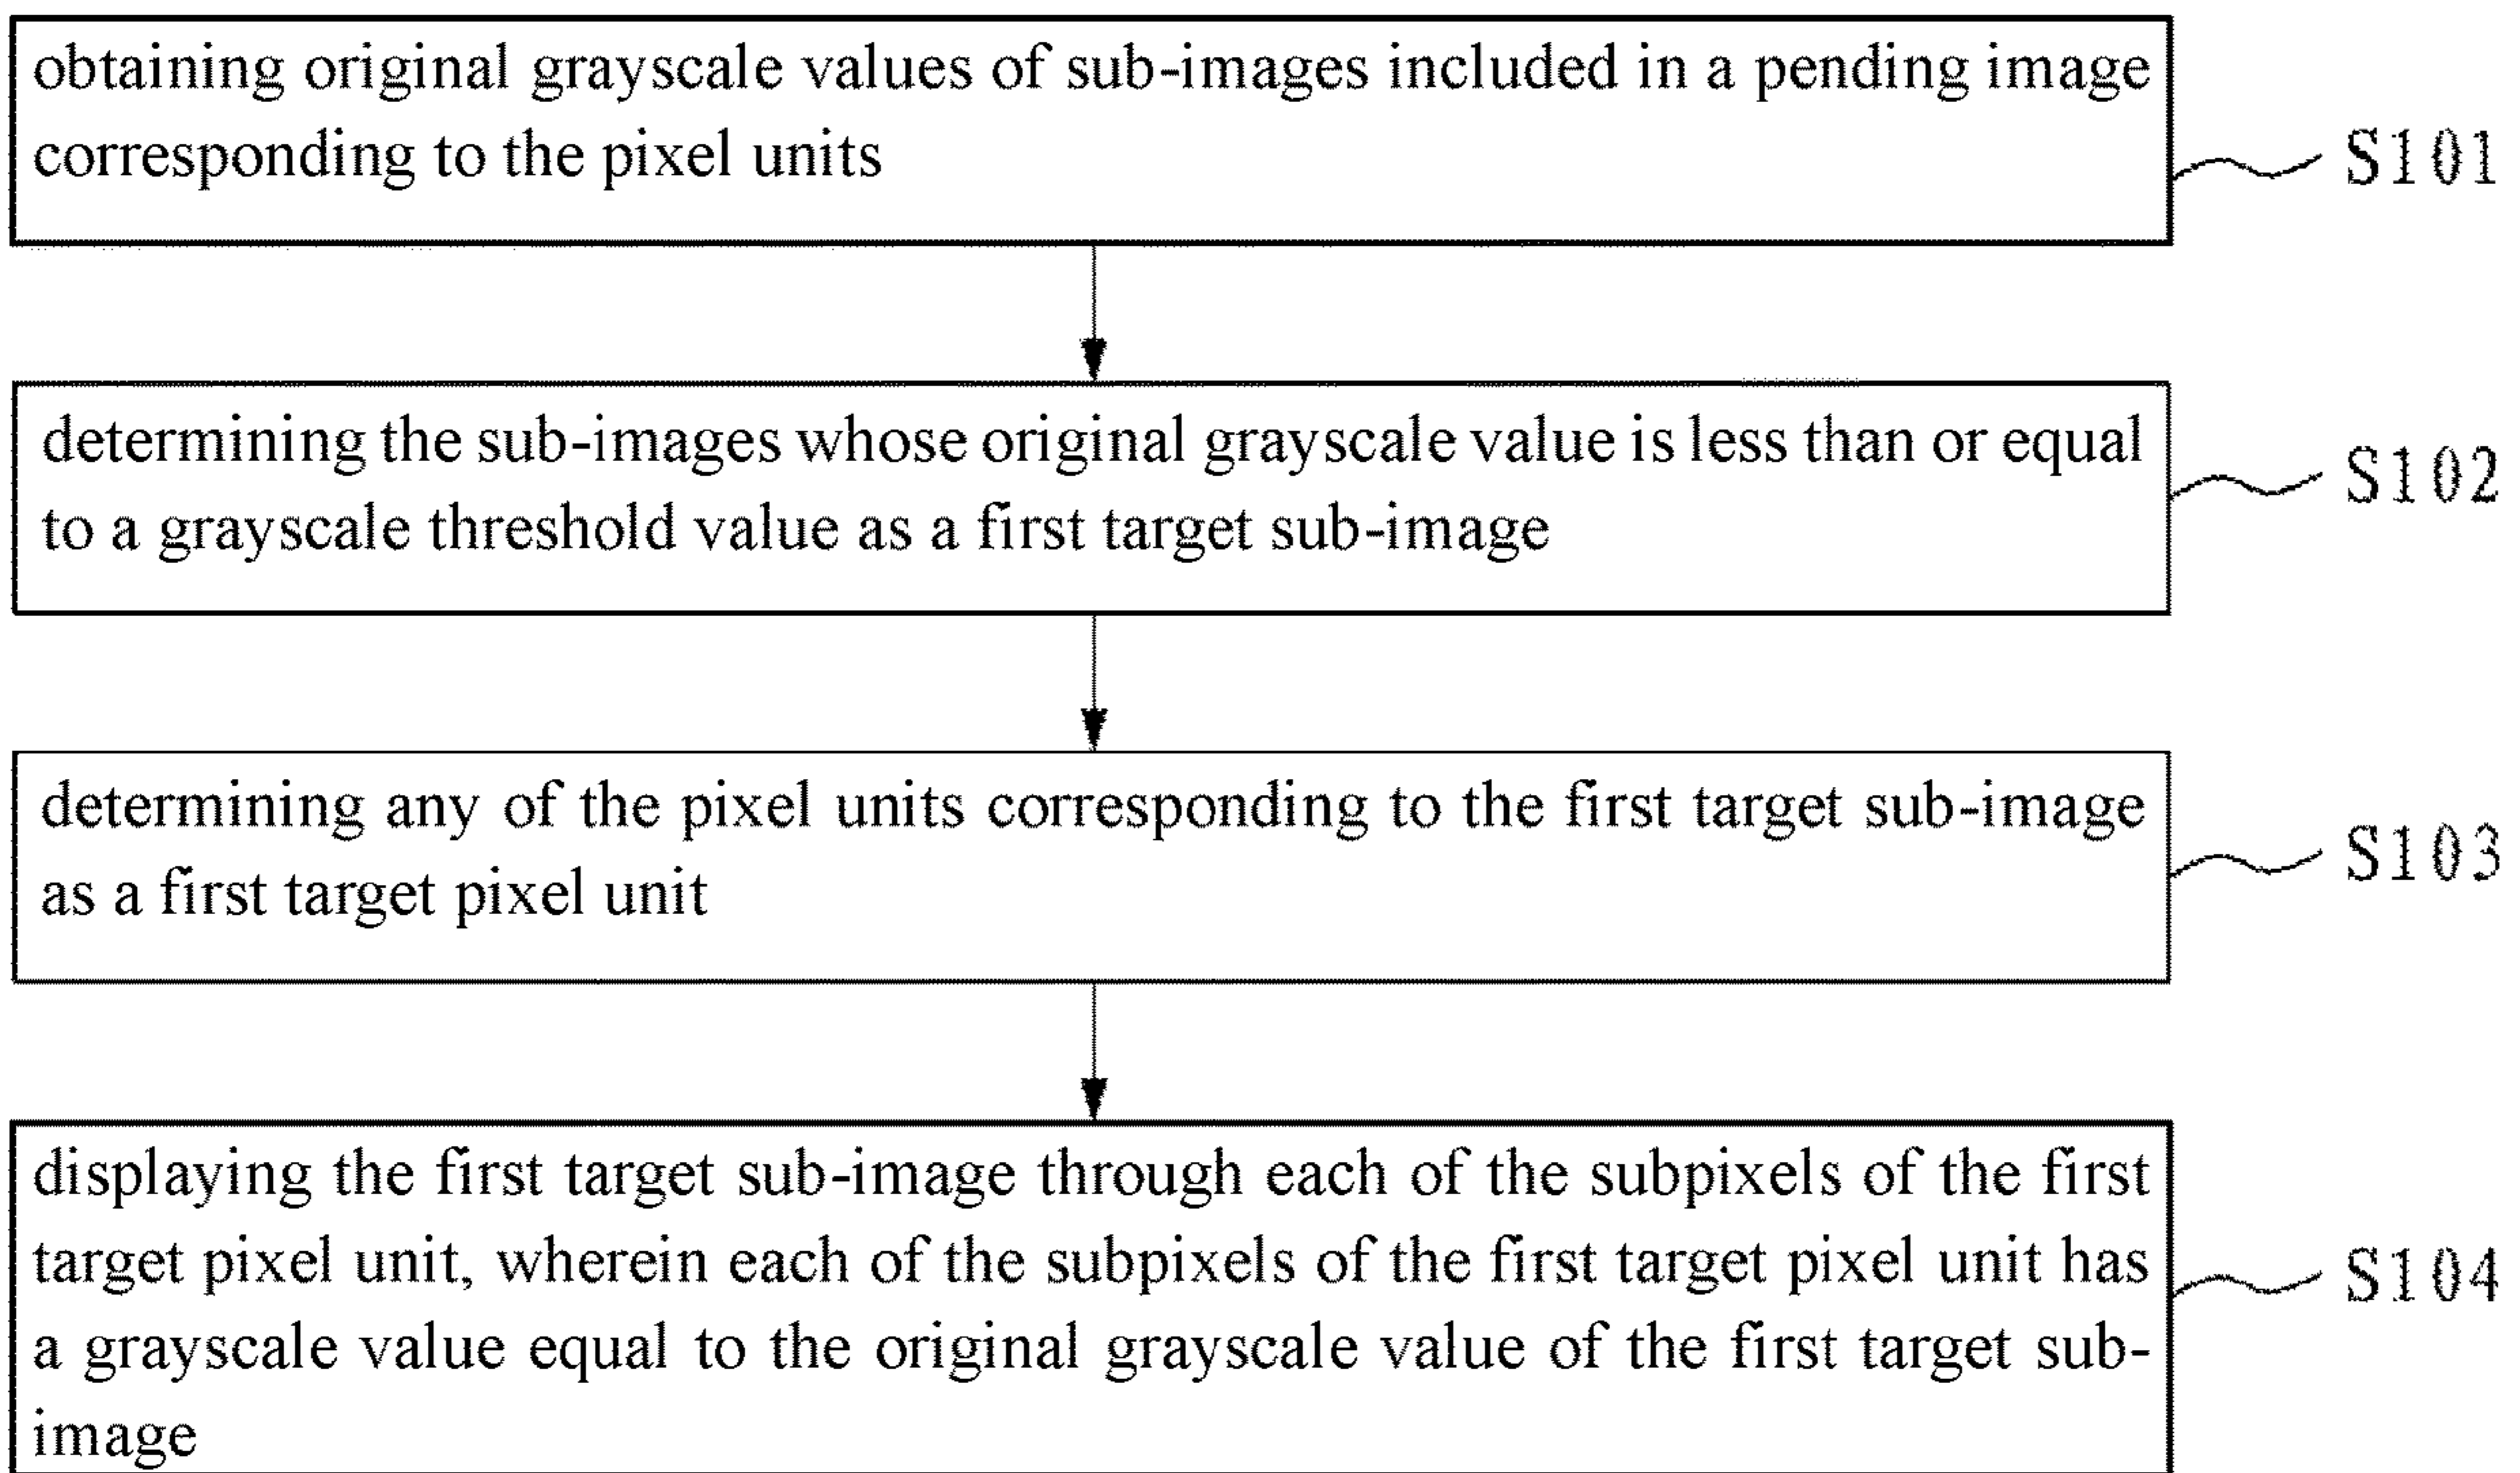 obtaining original grayscale values of sub-images included in a pending image
corresponding to the pixel units
S101
determining the sub-images whose original grayscale value is less than or equal
to a grayscale threshold value as a first target sub-image
S102
determining any of the pixel units corresponding to the first target sub-image
as a first target pixel unit
S103
displaying the first target sub-image through each of the subpixels of the first
target pixel unit, wherein each of the subpixels of the first target pixel unit has
a grayscale value equal to the original grayscale value of the first target sub-
image
S104